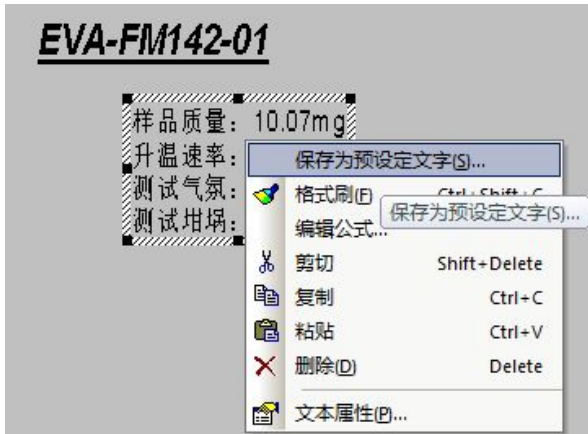 EVA-FM142-01
样品质量: 10.07mg
升温速率:
测试气氛:
测试坩埚:
保存为预设定文字(S)...
格式刷(F) Ctrl+Shift+C
保存为预设定文字(S)...
编辑公式...
剪切 Shift+Delete
复制 Ctrl+C
粘贴 Ctrl+V
删除(D) Delete
文本属性(P)...